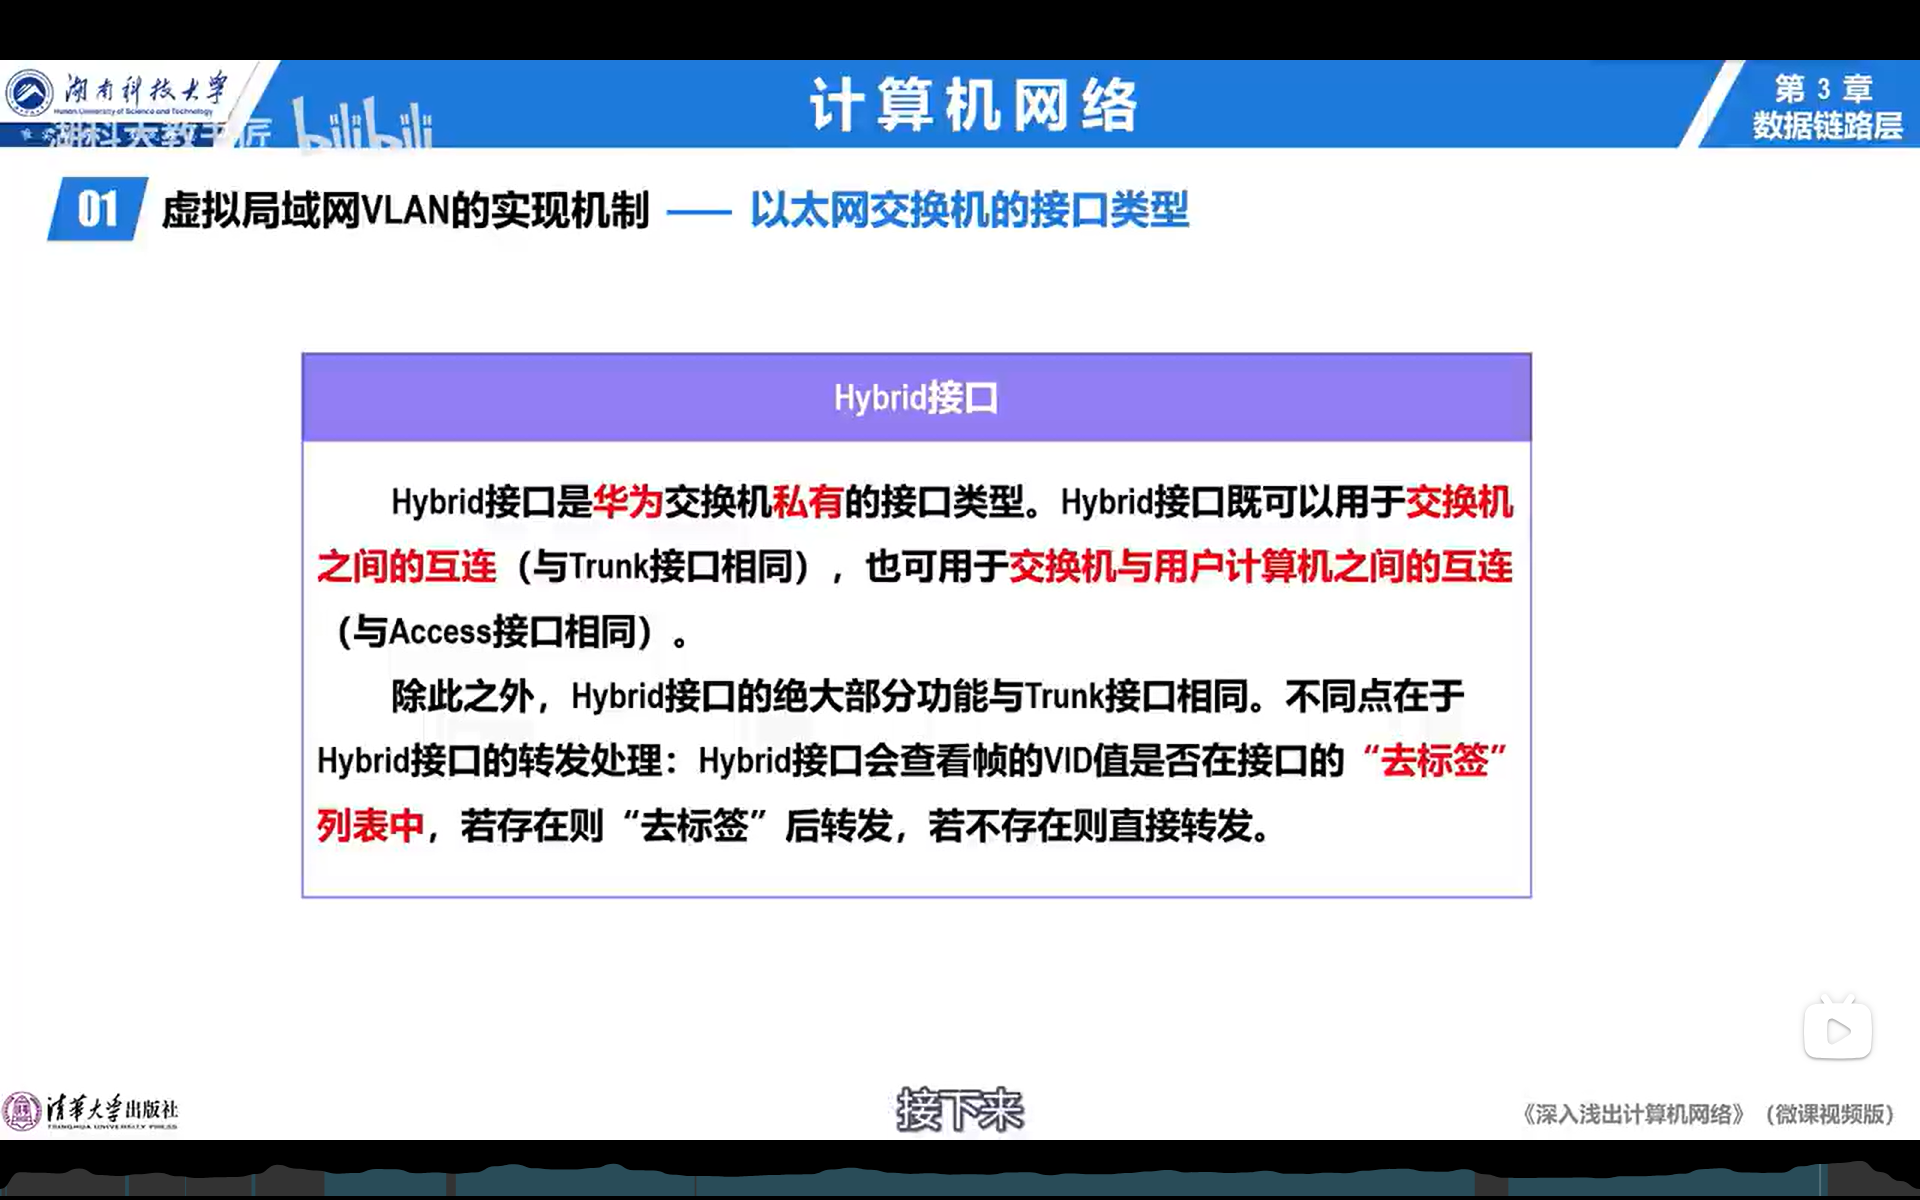 湖南科技大学
Hunan University of Science and Technology
湖科大教书匠 bilibili
计算机网络
第 3 章
数据链路层
01 虚拟局域网VLAN的实现机制 —— 以太网交换机的接口类型
Hybrid接口
Hybrid接口是华为交换机私有的接口类型。Hybrid接口既可以用于交换机
之间的互连（与Trunk接口相同），也可用于交换机与用户计算机之间的互连
（与Access接口相同）。
除此之外，Hybrid接口的绝大部分功能与Trunk接口相同。不同点在于
Hybrid接口的转发处理：Hybrid接口会查看帧的VID值是否在接口的“去标签”
列表中，若存在则“去标签”后转发，若不存在则直接转发。
清华大学出版社
TSINGHUA UNIVERSITY PRESS
接下来
《深入浅出计算机网络》（微课视频版）